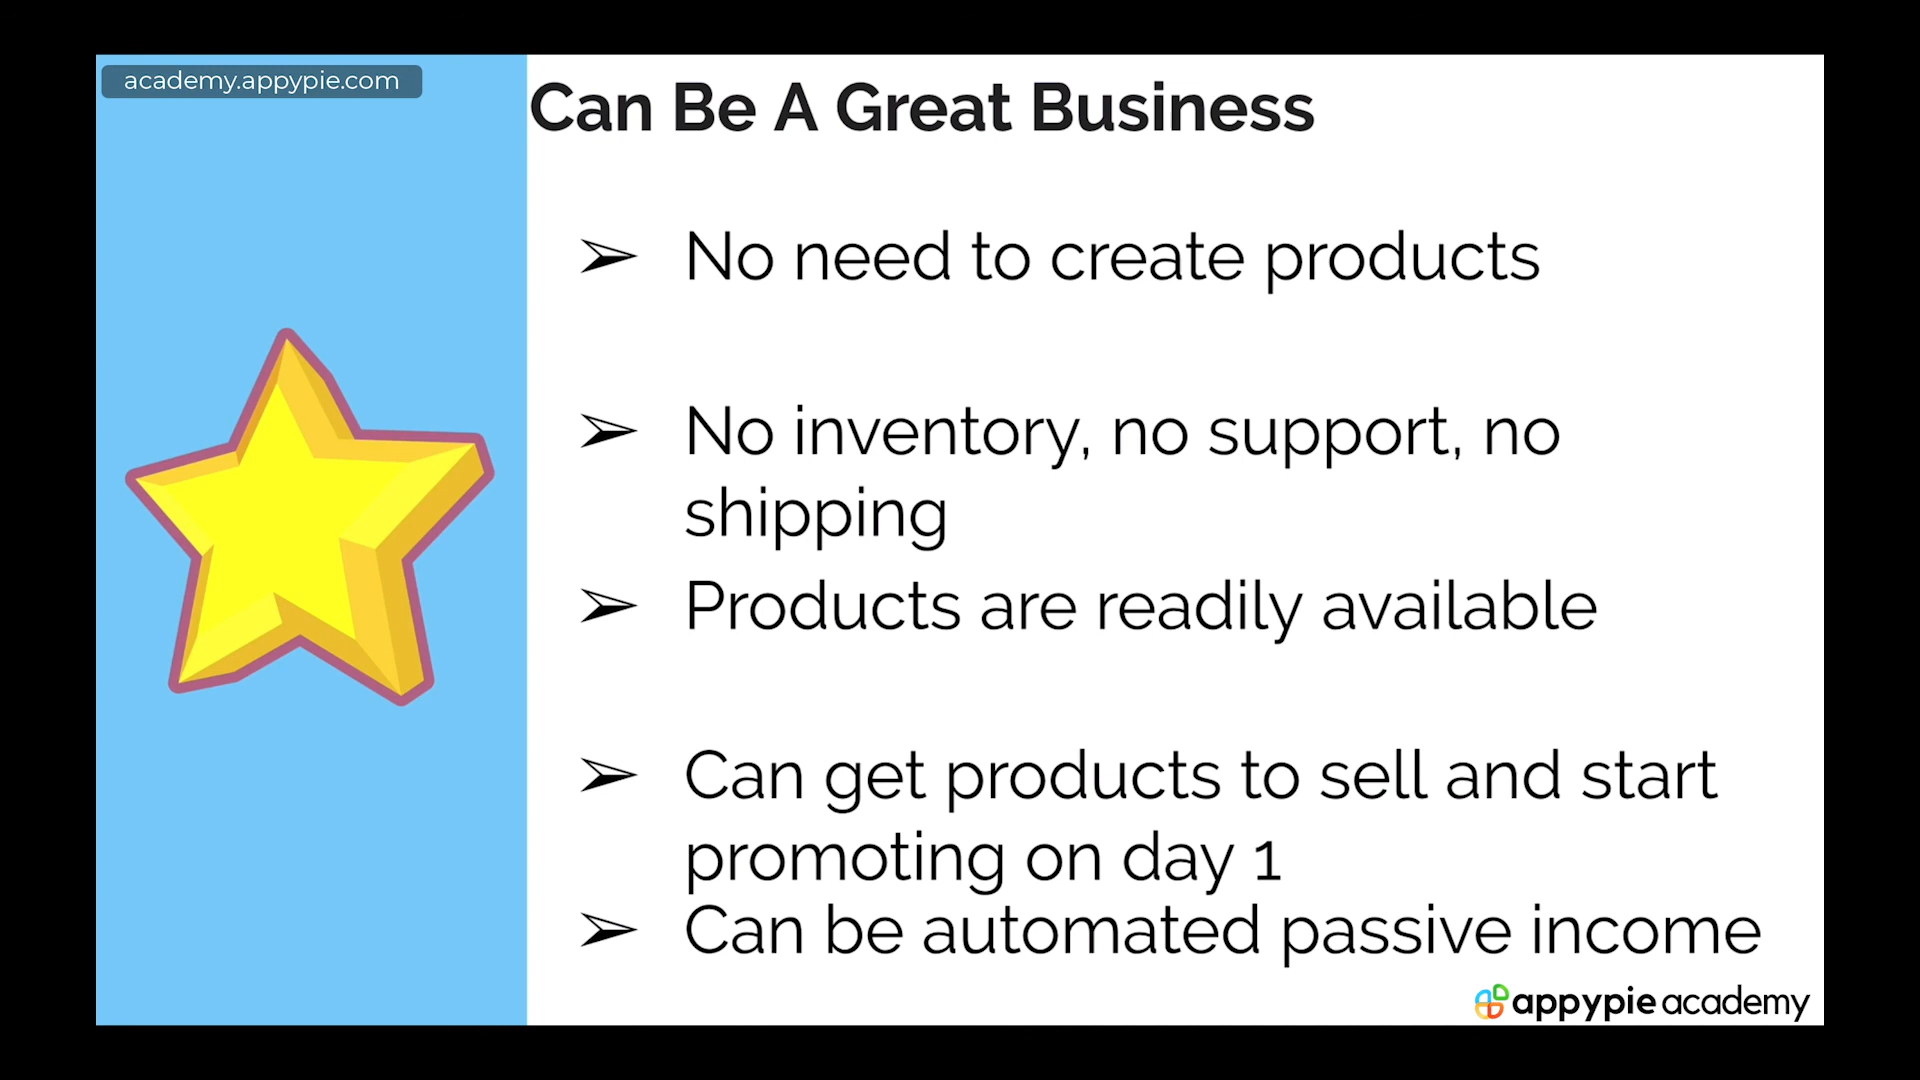 academy.appypie.com
Can Be A Great Business
➢ No need to create products
➢ No inventory, no support, no
shipping
➢ Products are readily available
➢ Can get products to sell and start
promoting on day 1
➢ Can be automated passive income
appypie academy